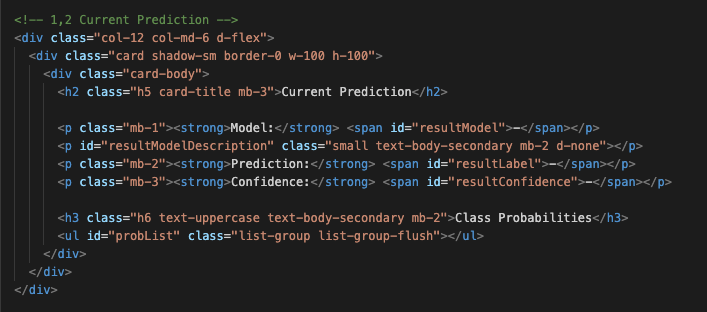 <!-- 1,2 Current Prediction -->
<div class="col-12 col-md-6 d-flex">
<div class="card shadow-sm border-0 w-100 h-100">
<div class="card-body">
<h2 class="h5 card-title mb-3">Current Prediction</h2>
<p class="mb-1"><strong>Model:</strong> <span id="resultModel">-</span></p>
<p id="resultModelDescription" class="small text-body-secondary mb-2 d-none"></p>
<p class="mb-2"><strong>Prediction:</strong> <span id="resultLabel">-</span></p>
<p class="mb-3"><strong>Confidence:</strong> <span id="resultConfidence">-</span></p>
<h3 class="h6 text-uppercase text-body-secondary mb-2">Class Probabilities</h3>
<ul id="probList" class="list-group list-group-flush"></ul>
</div>
</div>
</div>